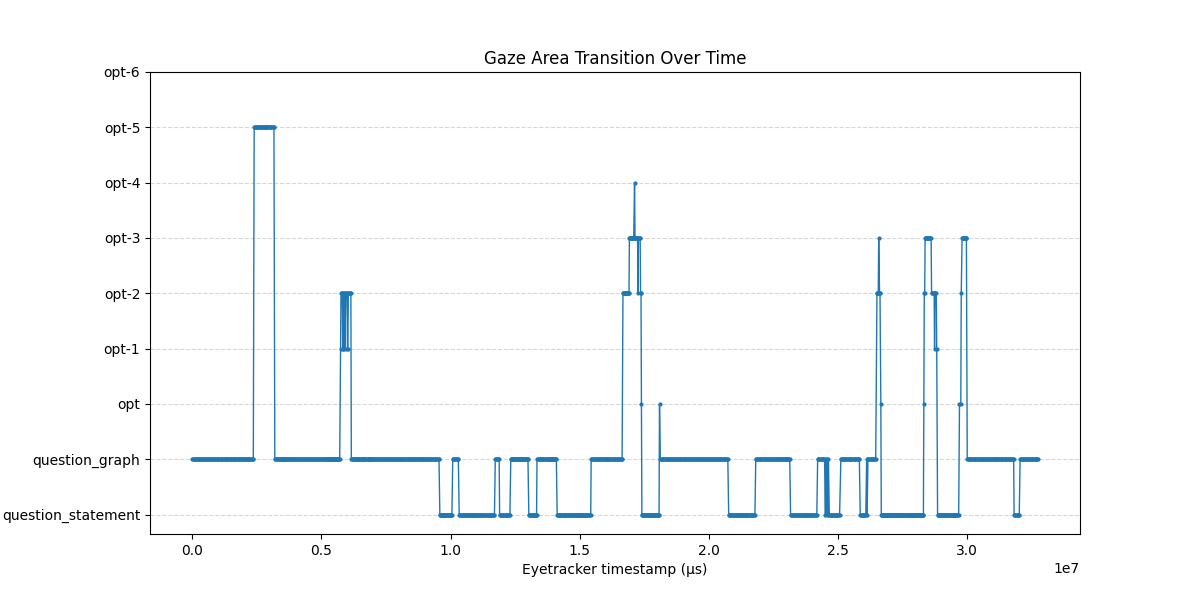 Gaze Area Transition Over Time
opt-6
opt-5
opt-4
opt-3
opt-2
opt-1
opt
question_graph
question_statement
0.0 0.5 1.0 1.5 2.0 2.5 3.0
1e7
Eyetracker timestamp (µs)